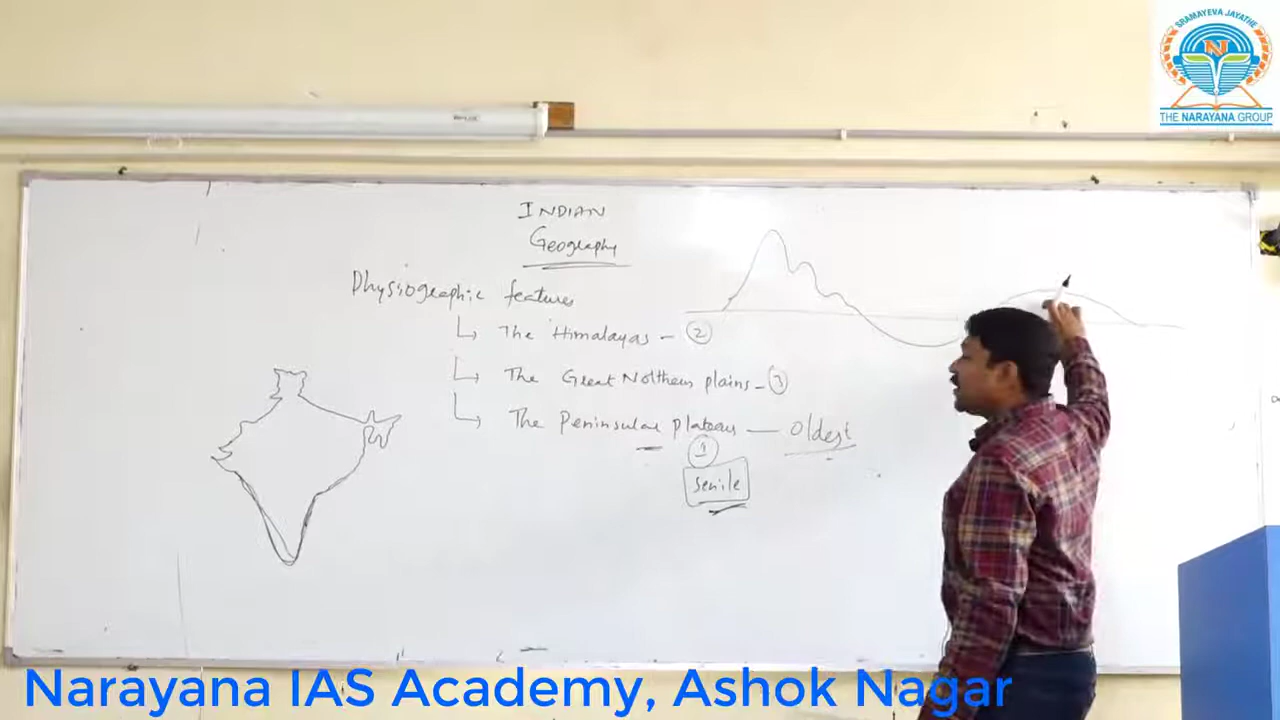 SRAMAYEVA JAYATHE
N
THE NARAYANA GROUP
INDIAN
Geography
Physiographic features
The Himalayas - 2
The Great Northern plains - 3
The Peninsular plateau — Oldest
1
Senile
Narayana IAS Academy, Ashok Nagar